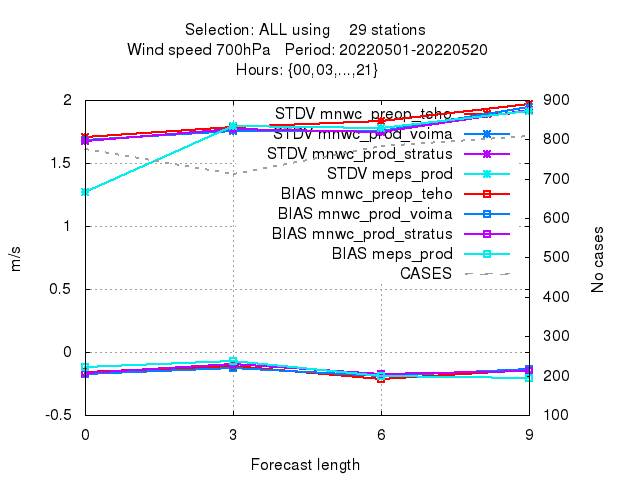 Selection: ALL using 29 stations
Wind speed 700hPa Period: 20220501-20220520
Hours: {00,03,...,21}
STDV mnwc_preop_teho
STDV mnwc_prod_voima
STDV mnwc_prod_stratus
STDV meps_prod
BIAS mnwc_preop_teho
BIAS mnwc_prod_voima
BIAS mnwc_prod_stratus
BIAS meps_prod
CASES
2
1.5
1
0.5
0
-0.5
m/s
900
800
700
600
500
400
300
200
100
No cases
0 3 6 9
Forecast length